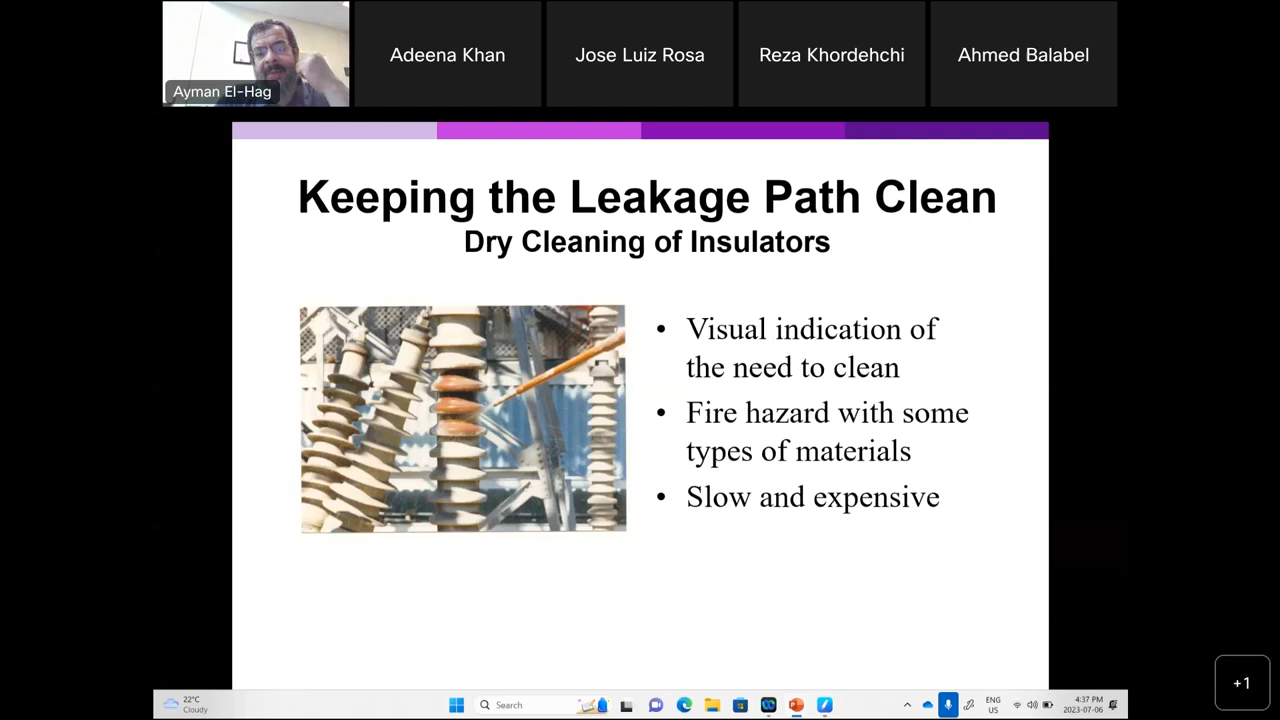 Adeena Khan
Jose Luiz Rosa
Reza Khordehchi
Ahmed Balabel
Ayman El-Hag
Keeping the Leakage Path Clean
Dry Cleaning of Insulators
• Visual indication of
the need to clean
• Fire hazard with some
types of materials
• Slow and expensive
+1
22°C
Cloudy
Search
ENG
US
4:37 PM
2023-07-06